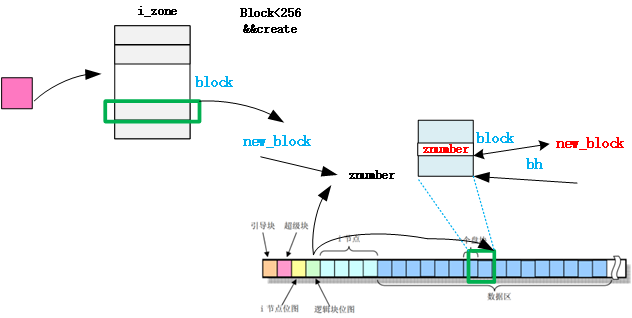 i_zone
Block<256
&&create
block
new_block
znumber
block
znumber
new_block
bh
引导块
超级块
i 节点
一个盘块
数据区
i 节点位图
逻辑块位图